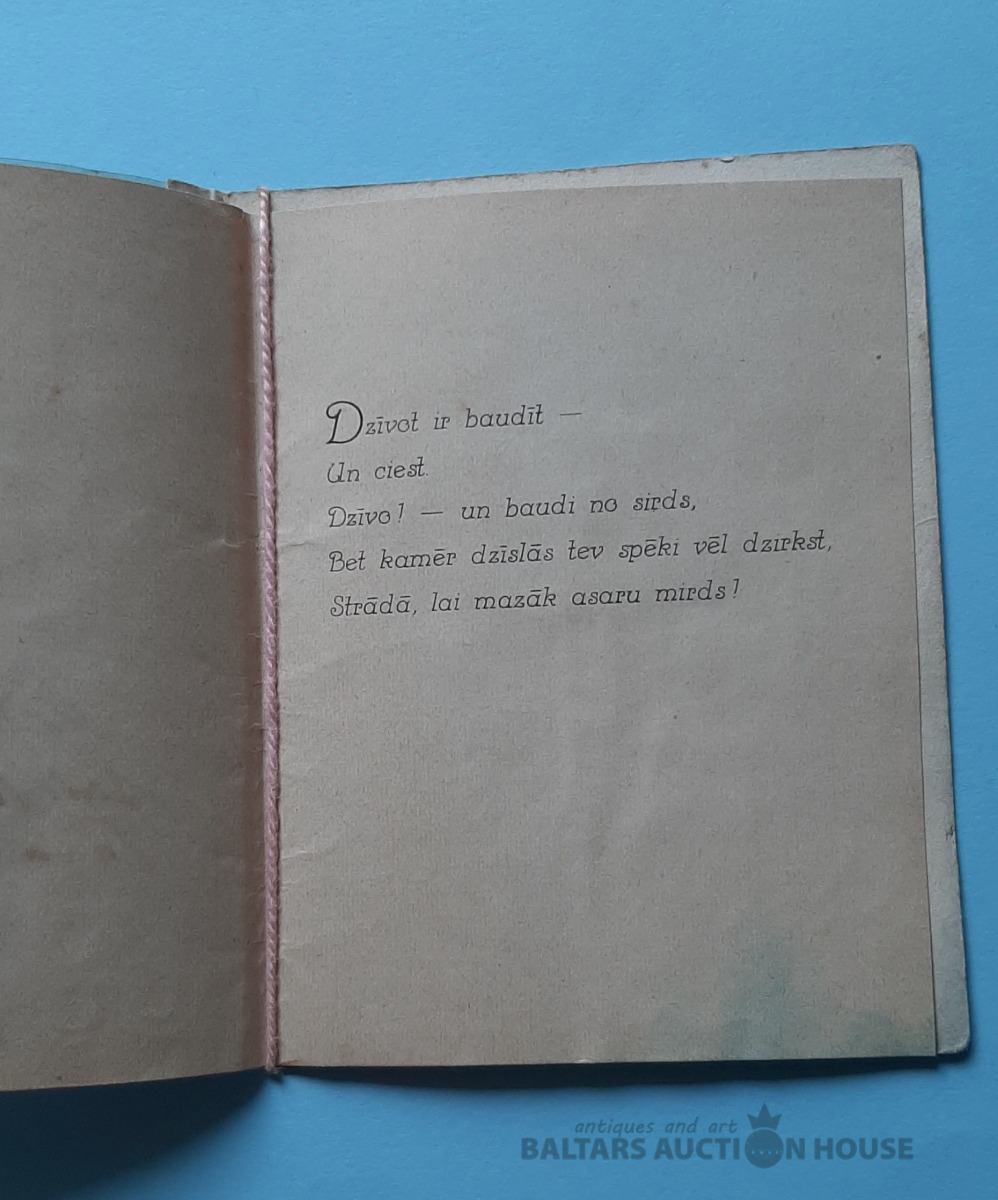 Dzīvot ir baudīt —
Un ciest.
Dzīvo! — un baudi no sirds,
Bet kamēr dzīslās tev spēki vēl dzirkst,
Strādā, lai mazāk asaru mirds!
antiques and art
BALTARS AUCTION HOUSE